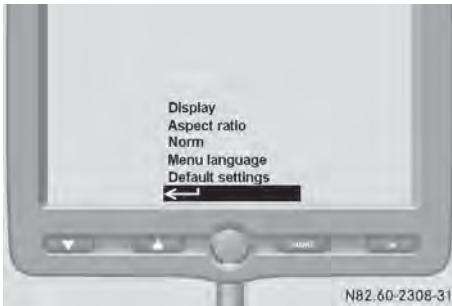 Display
Aspect ratio
Norm
Menu language
Default settings
N82.60-2308-31